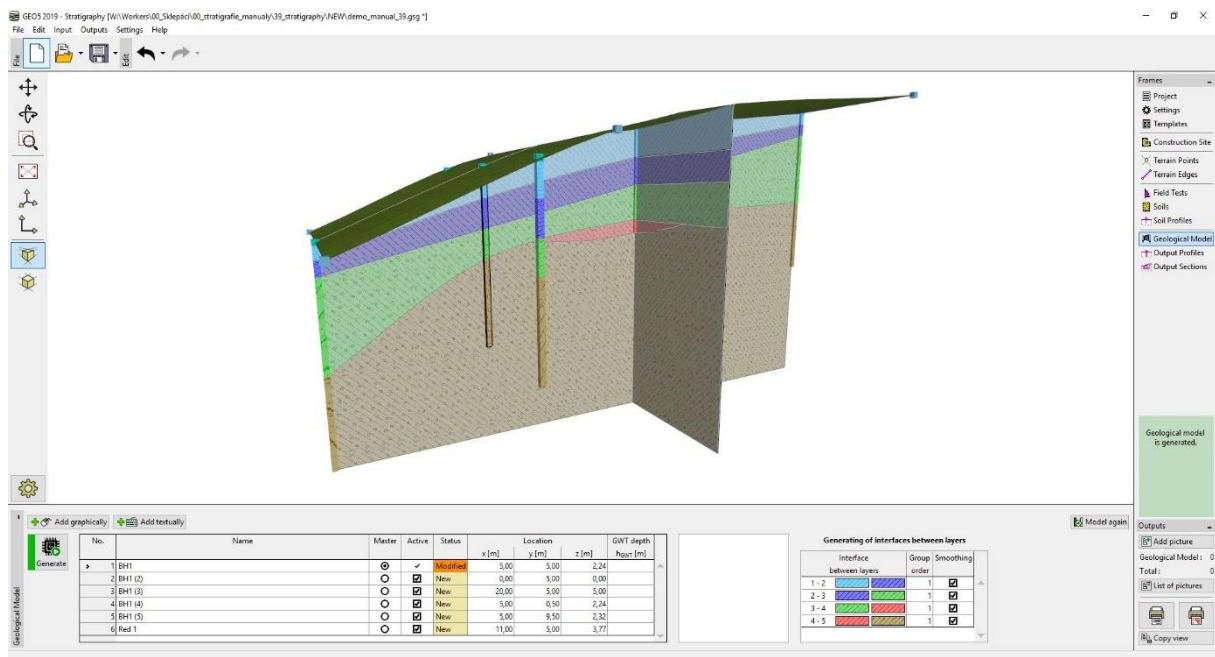 GEO5 2019 - Stratigraphy [W:\Workers\00_Sklepáci\00_stratigrafie_manualy\39_stratigraphy\NEW\demo_manual_39.gsg *]
File Edit Input Outputs Settings Help
File
Edit
Frames
Project
Settings
Templates
Construction Site
Terrain Points
Terrain Edges
Field Tests
Soils
Soil Profiles
Geological Model
Output Profiles
Output Sections
Geological model
is generated.
Add graphically Add textually Model again
Generate
No. Name Master Active Status Location GWT depth
x [m] y [m] z [m] hGWT [m]
1 BH1 Modified 5,00 5,00 2,24
2 BH1 (2) New 0,00 5,00 0,00
3 BH1 (3) New 20,00 5,00 5,00
4 BH1 (4) New 5,00 0,50 2,24
5 BH1 (5) New 5,00 9,50 2,32
6 Red 1 New 11,00 5,00 3,77
Generating of interfaces between layers
Interface Group Smoothing
between layers order
1 - 2 1
2 - 3 1
3 - 4 1
4 - 5 1
Geological Model
Outputs
Add picture
Geological Model : 0
Total : 0
List of pictures
Copy view